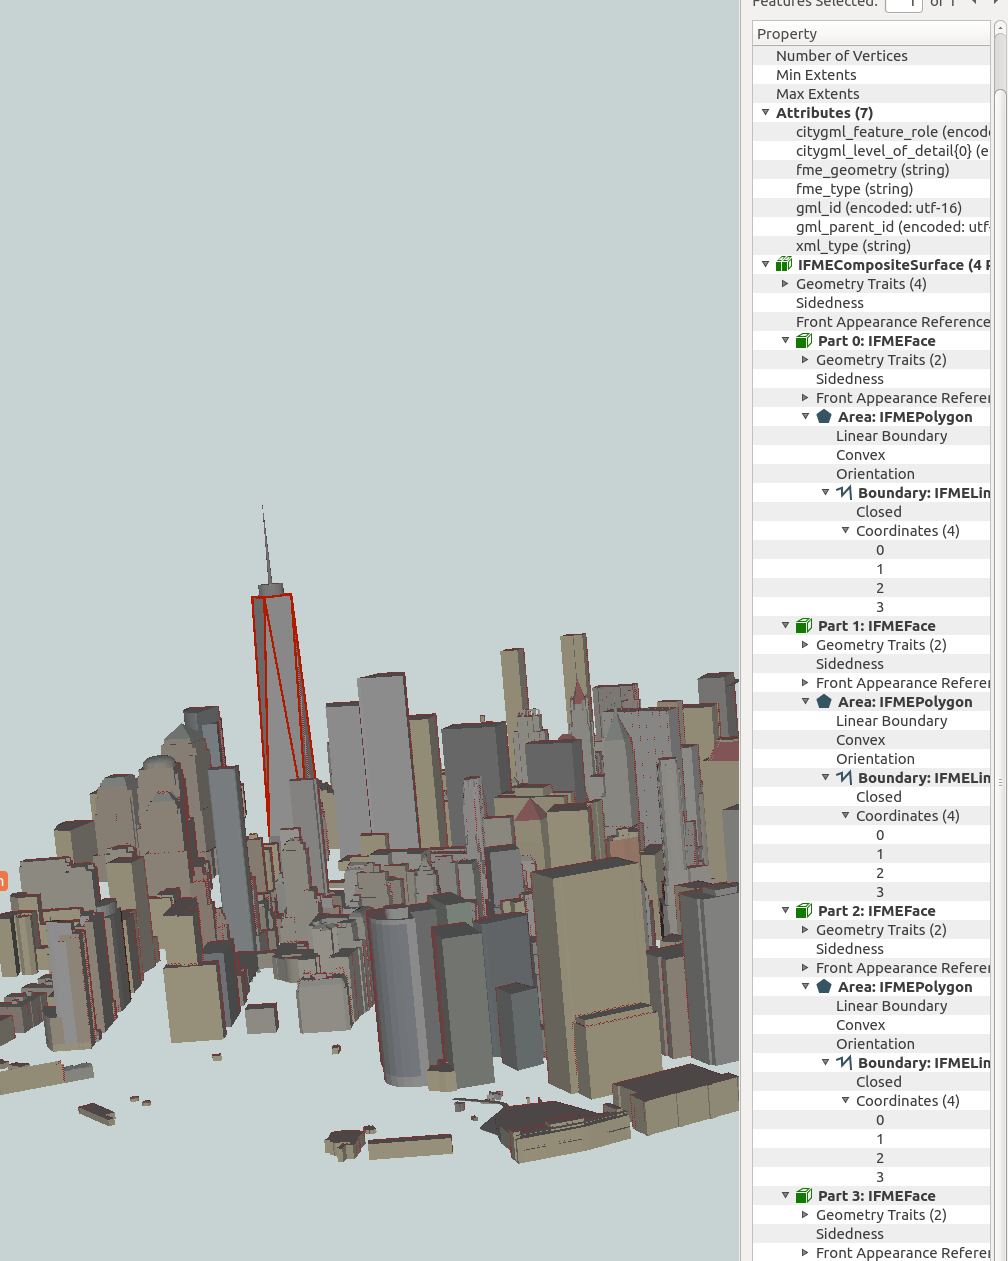 Features Selected: 1 of 1
Property
Number of Vertices
Min Extents
Max Extents
Attributes (7)
citygml_feature_role (encod
citygml_level_of_detail{0} (e
fme_geometry (string)
fme_type (string)
gml_id (encoded: utf-16)
gml_parent_id (encoded: utf-
xml_type (string)
IFMECompositeSurface (4 P
Geometry Traits (4)
Sidedness
Front Appearance Reference
Part 0: IFMEFace
Geometry Traits (2)
Sidedness
Front Appearance Referen
Area: IFMEPolygon
Linear Boundary
Convex
Orientation
Boundary: IFMELin
Closed
Coordinates (4)
0
1
2
3
Part 1: IFMEFace
Geometry Traits (2)
Sidedness
Front Appearance Referen
Area: IFMEPolygon
Linear Boundary
Convex
Orientation
Boundary: IFMELin
Closed
Coordinates (4)
0
1
2
3
Part 2: IFMEFace
Geometry Traits (2)
Sidedness
Front Appearance Referen
Area: IFMEPolygon
Linear Boundary
Convex
Orientation
Boundary: IFMELin
Closed
Coordinates (4)
0
1
2
3
Part 3: IFMEFace
Geometry Traits (2)
Sidedness
Front Appearance Referen